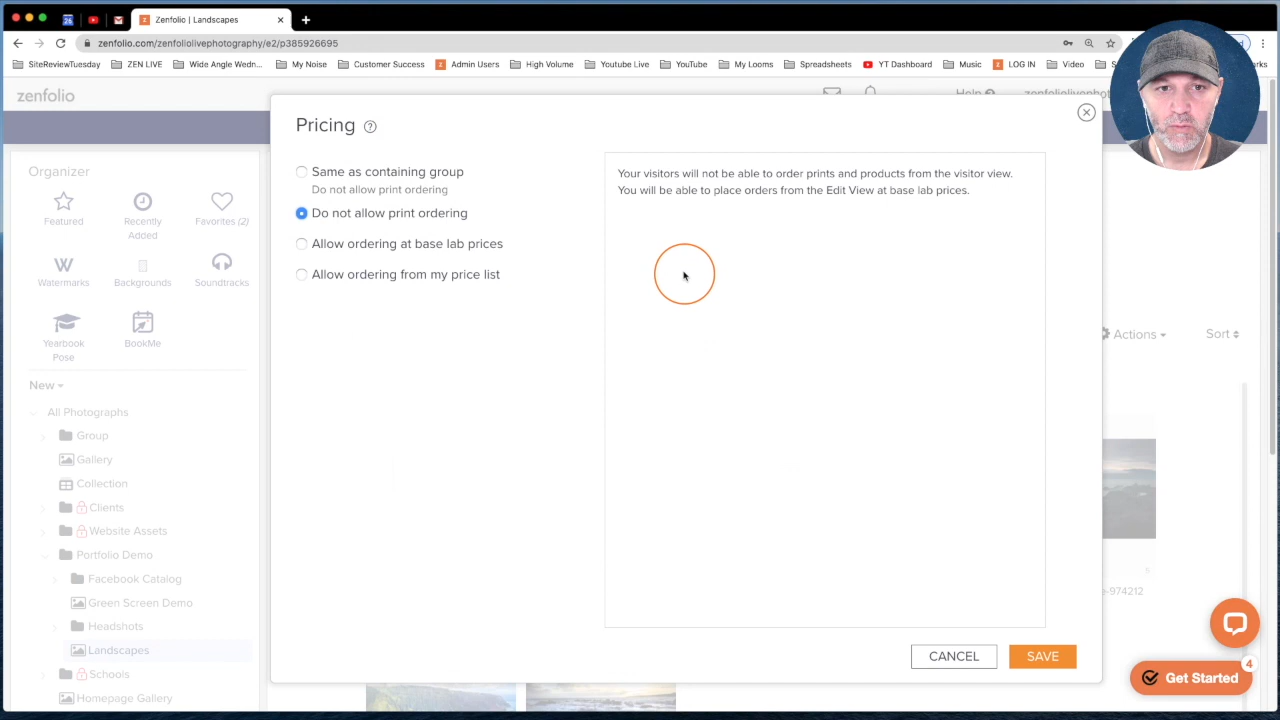 26
Zenfolio | Landscapes
zenfolio.com/zenfoliolivephotography/e2/p385926695
SiteReviewTuesday
ZEN LIVE
Wide Angle Wedn...
My Noise
Customer Success
Admin Users
High Volume
Youtube Live
YouTube
My Looms
Spreadsheets
YT Dashboard
Music
LOG IN
Video
zenfolio
Help
zenfoliolivephot
Pricing
Organizer
Featured
Recently
Added
Favorites (2)
Watermarks
Backgrounds
Soundtracks
Yearbook
Pose
BookMe
New
All Photographs
Group
Gallery
Collection
Clients
Website Assets
Portfolio Demo
Facebook Catalog
Green Screen Demo
Headshots
Landscapes
Schools
Homepage Gallery
Same as containing group
Do not allow print ordering
Do not allow print ordering
Allow ordering at base lab prices
Allow ordering from my price list
Your visitors will not be able to order prints and products from the visitor view.
You will be able to place orders from the Edit View at base lab prices.
Actions
Sort
e-974212
CANCEL
SAVE
4
Get Started